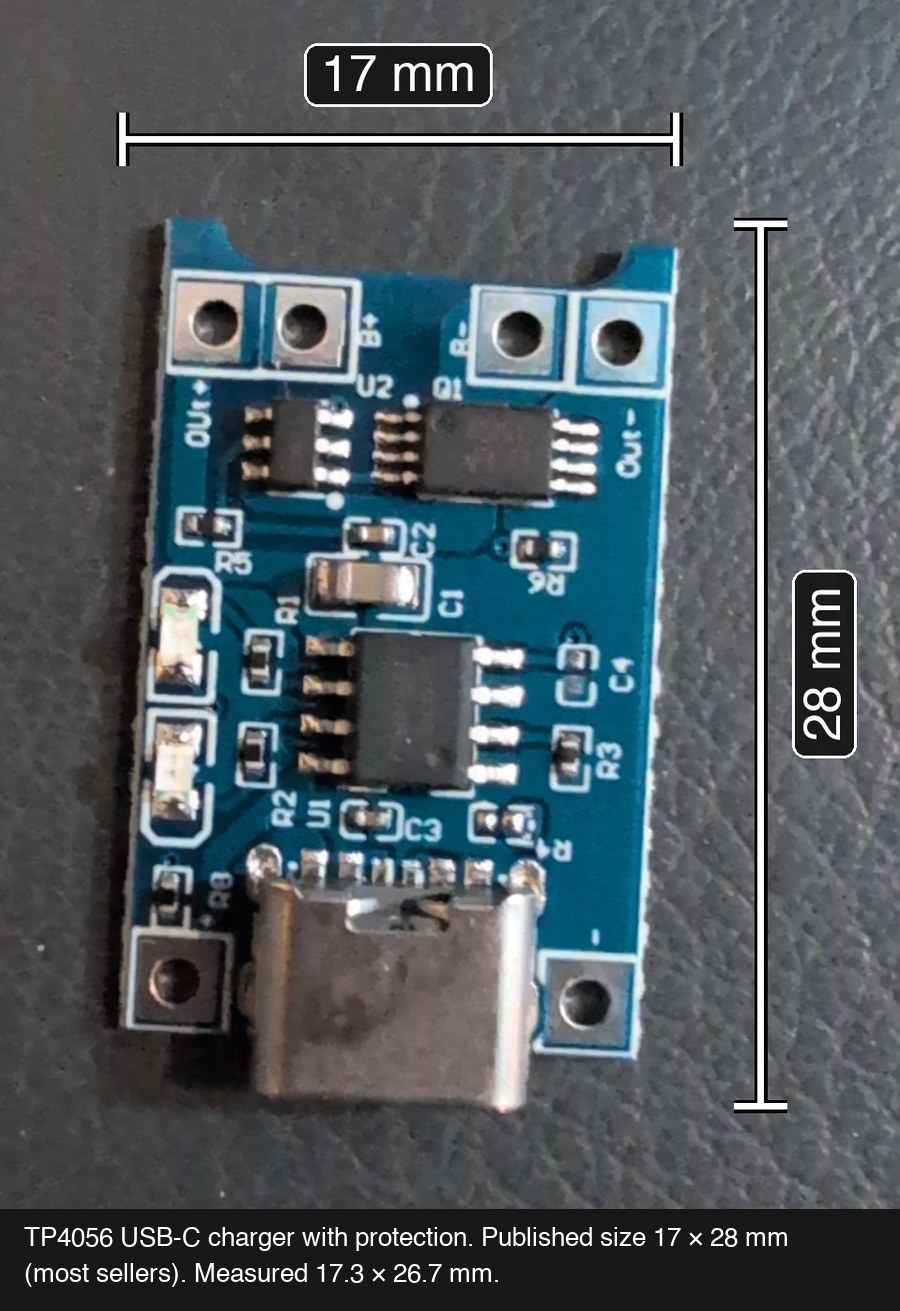 17 mm
B+
B-
U2
Q1
OUt+
Out-
C2
R5
R6
R1
C1
28 mm
C4
R3
R2
U1
C3
R4
R8
+
-
TP4056 USB-C charger with protection. Published size 17 × 28 mm
(most sellers). Measured 17.3 × 26.7 mm.